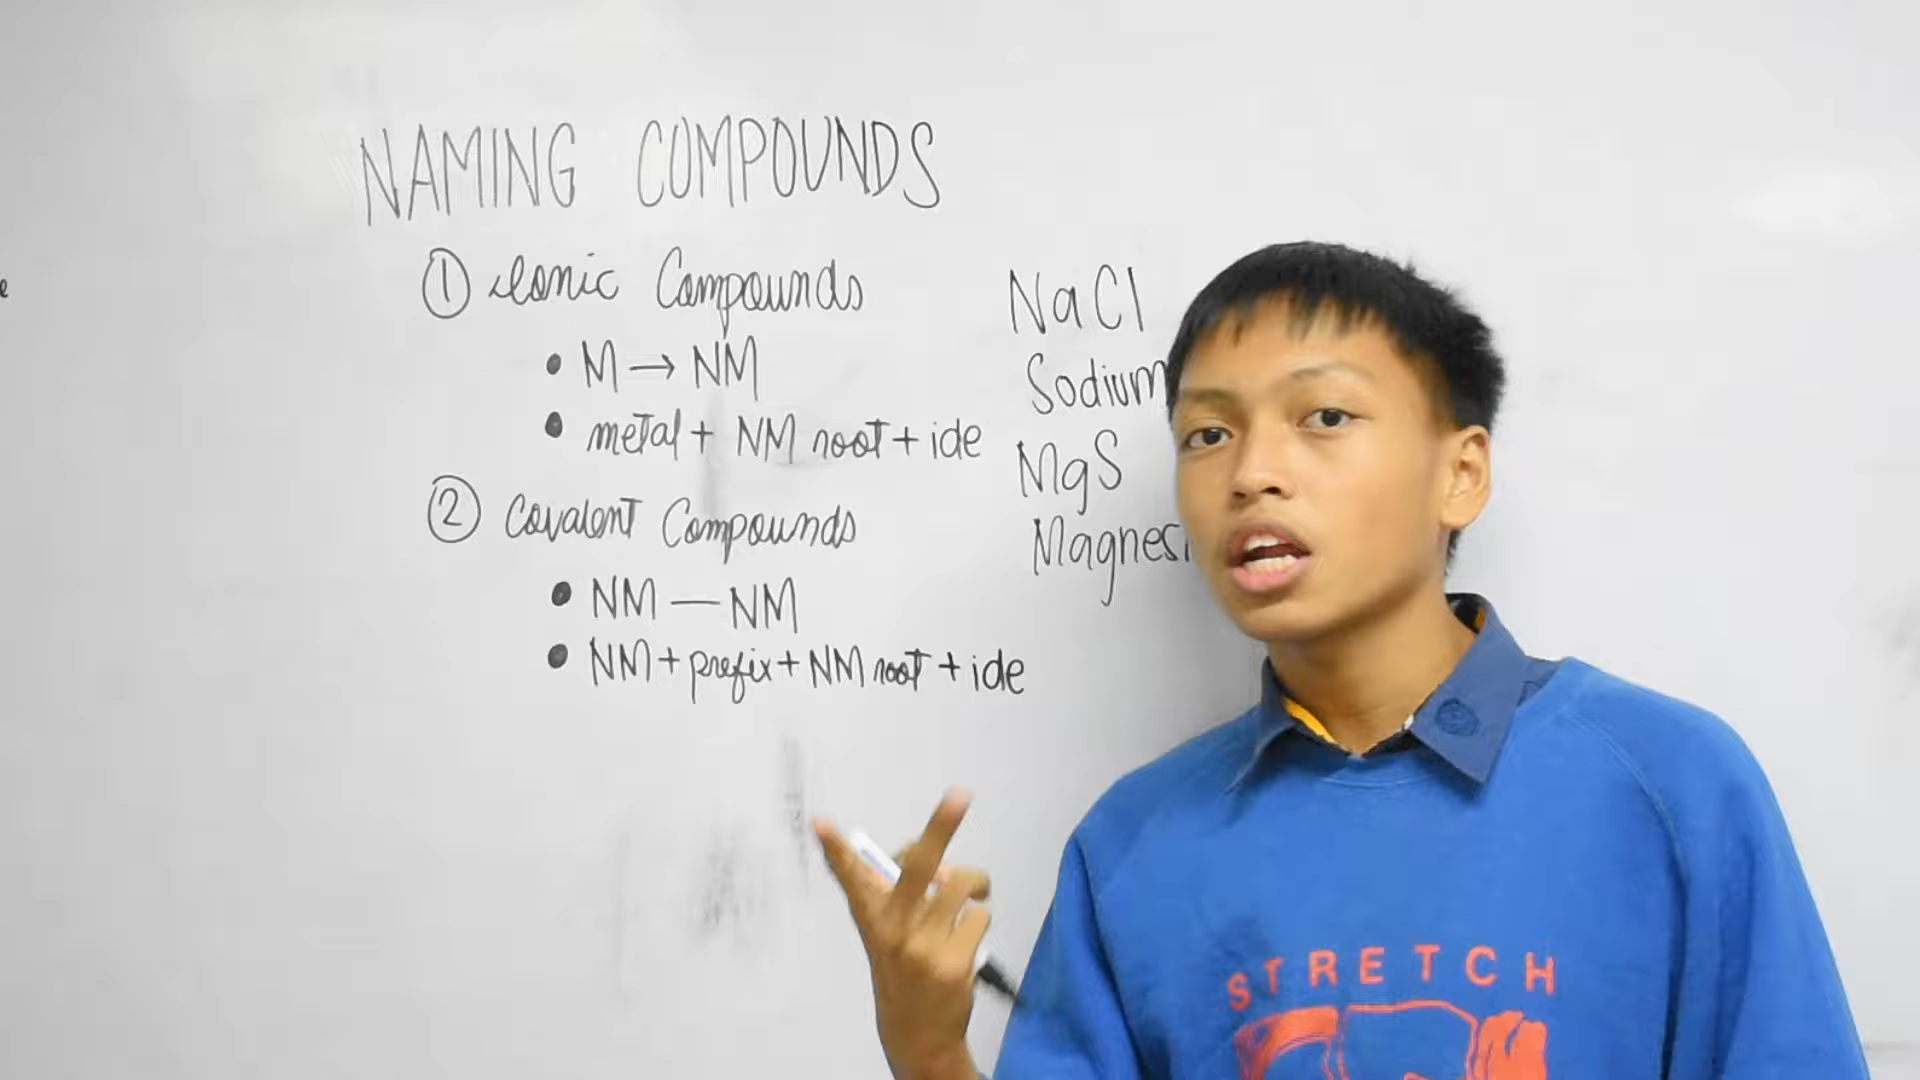 NAMING COMPOUNDS
① Ionic Compounds
• M → NM
• metal + NM root + ide
② Covalent Compounds
• NM — NM
• NM + prefix + NM root + ide
NaCl
Sodium
MgS
Magnesi
e
STRETCH